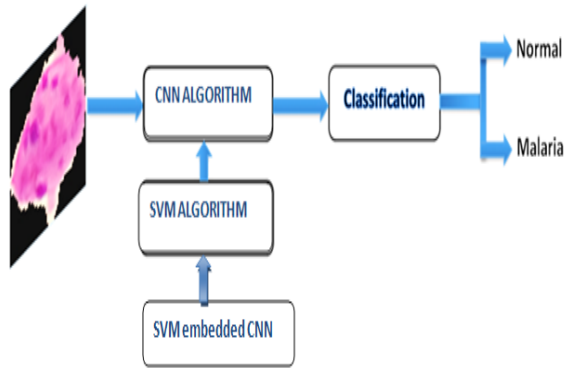 CNN ALGORITHM
Classification
Normal
Malaria
SVM ALGORITHM
SVM embedded CNN